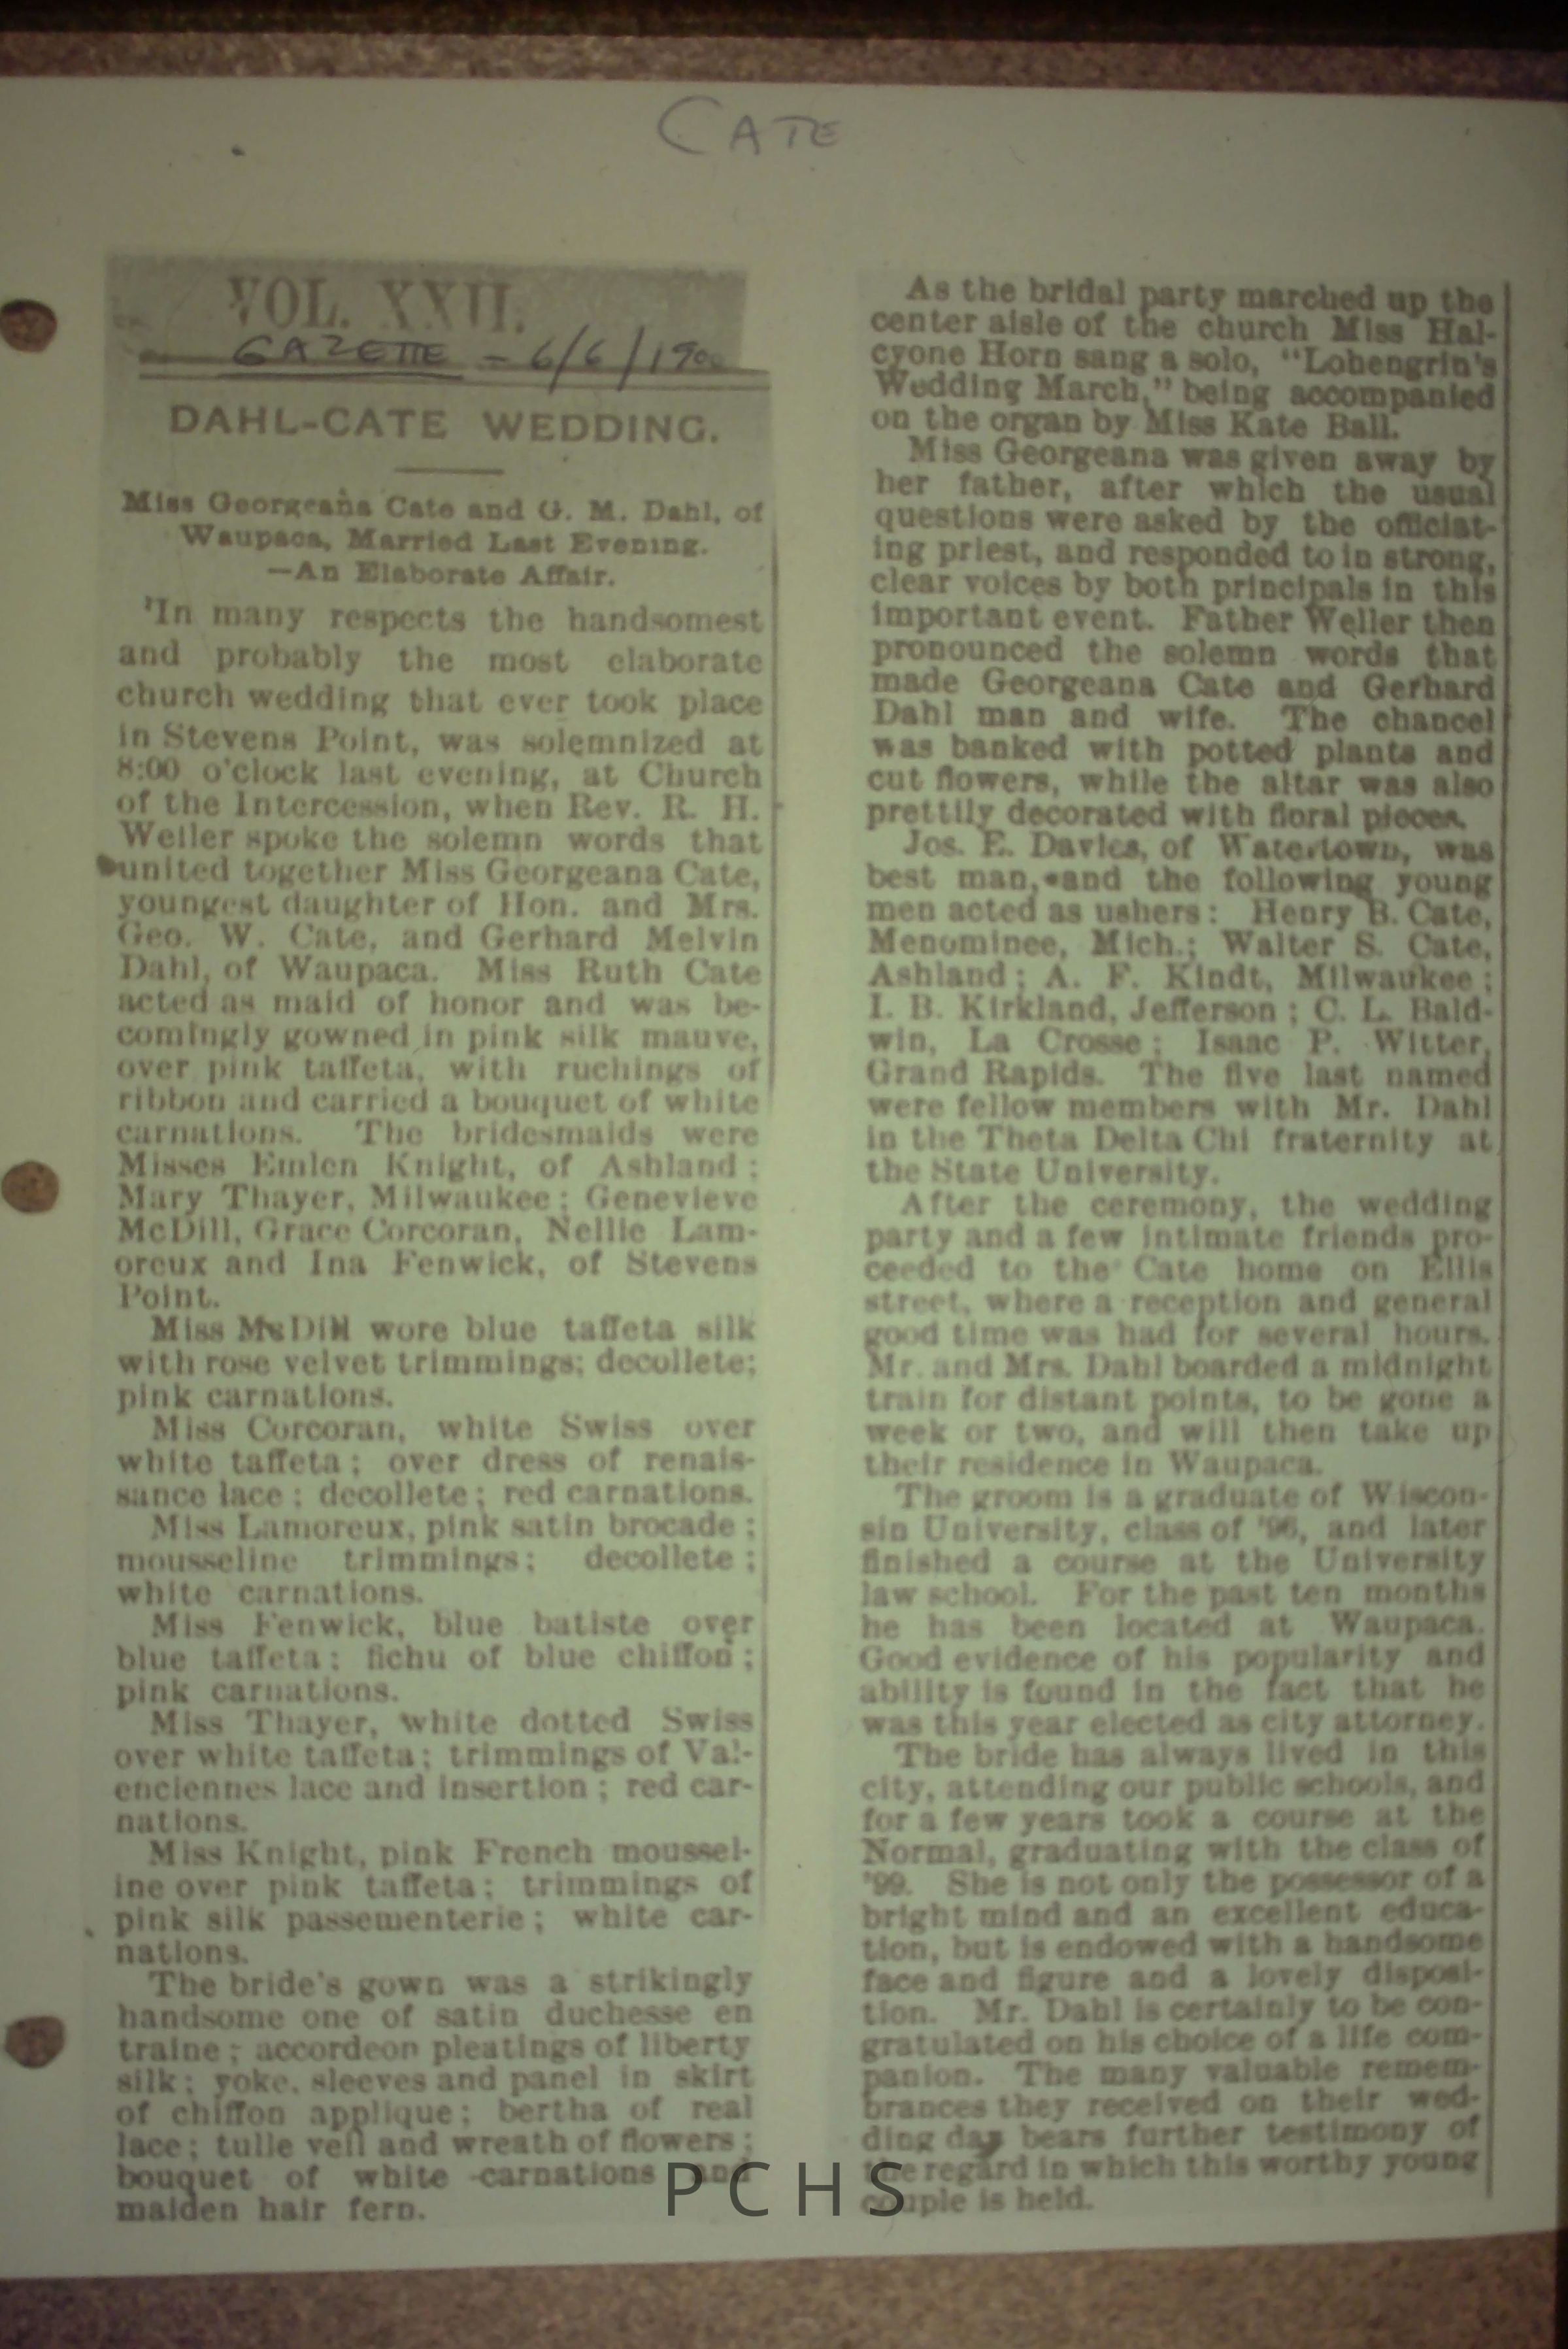 CATE
VOL. XXII.
GAZETTE - 6/6/1900
DAHL-CATE WEDDING.
Miss Georgeana Cate and G. M. Dahl, of
Waupaca, Married Last Evening.
—An Elaborate Affair.
'In many respects the handsomest
and probably the most elaborate
church wedding that ever took place
in Stevens Point, was solemnized at
8:00 o'clock last evening, at Church
of the Intercession, when Rev. R. H.
Weller spoke the solemn words that
united together Miss Georgeana Cate,
youngest daughter of Hon. and Mrs.
Geo. W. Cate, and Gerhard Melvin
Dahl, of Waupaca. Miss Ruth Cate
acted as maid of honor and was be-
comingly gowned in pink silk mauve,
over pink taffeta, with ruchings of
ribbon and carried a bouquet of white
carnations. The bridesmaids were
Misses Emlen Knight, of Ashland;
Mary Thayer, Milwaukee; Genevieve
McDill, Grace Corcoran, Nellie Lam-
oreux and Ina Fenwick, of Stevens
Point.
Miss McDill wore blue taffeta silk
with rose velvet trimmings; decollete;
pink carnations.
Miss Corcoran, white Swiss over
white taffeta; over dress of renais-
sance lace; decollete; red carnations.
Miss Lamoreux, pink satin brocade;
mousseline trimmings; decollete;
white carnations.
Miss Fenwick, blue batiste over
blue taffeta; fichu of blue chiffon;
pink carnations.
Miss Thayer, white dotted Swiss
over white taffeta; trimmings of Val-
enciennes lace and insertion; red car-
nations.
Miss Knight, pink French moussel-
ine over pink taffeta; trimmings of
pink silk passementerie; white car-
nations.
The bride's gown was a strikingly
handsome one of satin duchesse en
traine; accordeon pleatings of liberty
silk; yoke, sleeves and panel in skirt
of chiffon applique; bertha of real
lace; tulle veil and wreath of flowers;
bouquet of white carnations and
maiden hair fern.
As the bridal party marched up the
center aisle of the church Miss Hal-
cyone Horn sang a solo, "Lohengrin's
Wedding March," being accompanied
on the organ by Miss Kate Ball.
Miss Georgeana was given away by
her father, after which the usual
questions were asked by the officiat-
ing priest, and responded to in strong,
clear voices by both principals in this
important event. Father Weller then
pronounced the solemn words that
made Georgeana Cate and Gerhard
Dahl man and wife. The chancel
was banked with potted plants and
cut flowers, while the altar was also
prettily decorated with floral pieces.
Jos. E. Davies, of Watertown, was
best man, and the following young
men acted as ushers: Henry B. Cate,
Menominee, Mich.; Walter S. Cate,
Ashland; A. F. Kindt, Milwaukee;
I. B. Kirkland, Jefferson; C. L. Bald-
win, La Crosse; Isaac P. Witter,
Grand Rapids. The five last named
were fellow members with Mr. Dahl
in the Theta Delta Chi fraternity at
the State University.
After the ceremony, the wedding
party and a few intimate friends pro-
ceeded to the Cate home on Ellis
street, where a reception and general
good time was had for several hours.
Mr. and Mrs. Dahl boarded a midnight
train for distant points, to be gone a
week or two, and will then take up
their residence in Waupaca.
The groom is a graduate of Wiscon-
sin University, class of '96, and later
finished a course at the University
law school. For the past ten months
he has been located at Waupaca.
Good evidence of his popularity and
ability is found in the fact that he
was this year elected as city attorney.
The bride has always lived in this
city, attending our public schools, and
for a few years took a course at the
Normal, graduating with the class of
'99. She is not only the possessor of a
bright mind and an excellent educa-
tion, but is endowed with a handsome
face and figure and a lovely disposi-
tion. Mr. Dahl is certainly to be con-
gratulated on his choice of a life com-
panion. The many valuable remem-
brances they received on their wed-
ding day bears further testimony of
the regard in which this worthy young
couple is held.
PCHS